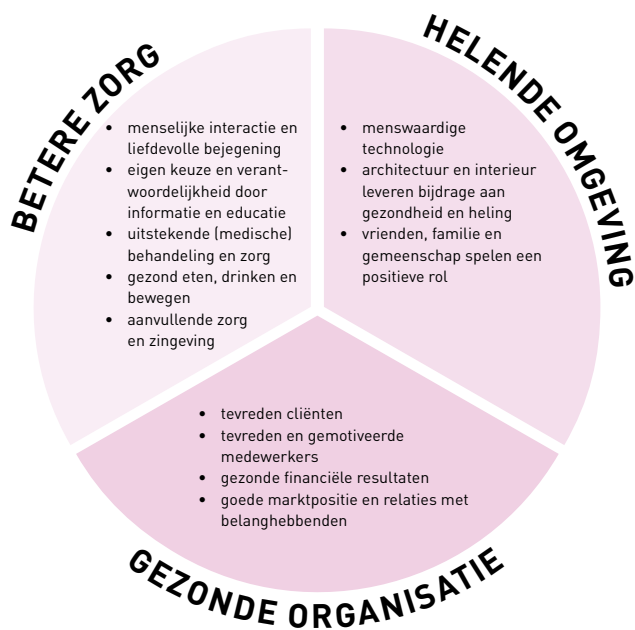 BETERE ZORG
• menselijke interactie en
liefdevolle bejegening
• eigen keuze en verant-
woordelijkheid door
informatie en educatie
• uitstekende (medische)
behandeling en zorg
• gezond eten, drinken en
bewegen
• aanvullende zorg
en zingeving
HELENDE OMGEVING
• menswaardige
technologie
• architectuur en interieur
leveren bijdrage aan
gezondheid en heling
• vrienden, familie en
gemeenschap spelen een
positieve rol
• tevreden cliënten
• tevreden en gemotiveerde
medewerkers
• gezonde financiële resultaten
• goede marktpositie en relaties met
belanghebbenden
GEZONDE ORGANISATIE